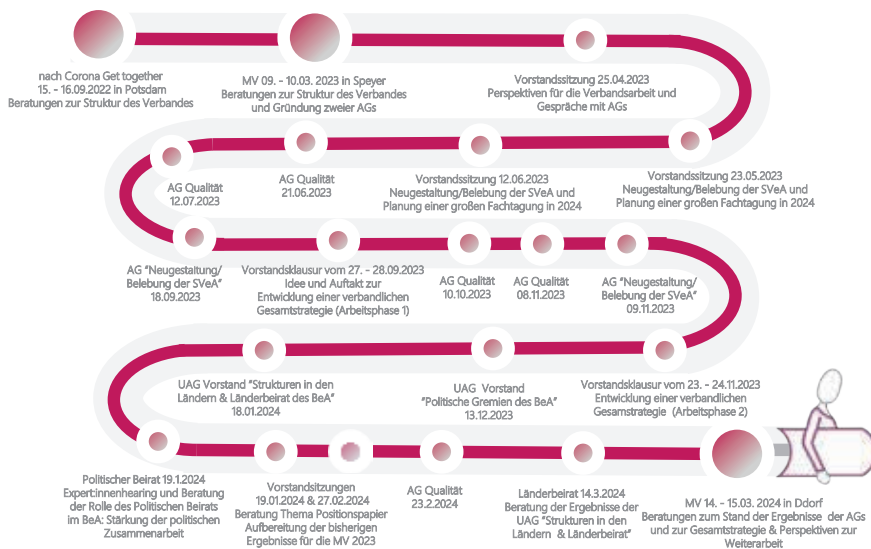 nach Corona Get together
15. - 16.09.2022 in Potsdam
Beratungen zur Struktur des Verbandes
MV 09. - 10.03. 2023 in Speyer
Beratungen zur Struktur des Verbandes
und Gründung zweier AGs
Vorstandssitzung 25.04.2023
Perspektiven für die Verbandsarbeit und
Gespräche mit AGs
Vorstandssitzung 23.05.2023
Neugestaltung/Belebung der SVeA und
Planung einer großen Fachtagung in 2024
Vorstandssitzung 12.06.2023
Neugestaltung/Belebung der SVeA und
Planung einer großen Fachtagung in 2024
AG Qualität
21.06.2023
AG Qualität
12.07.2023
AG "Neugestaltung/
Belebung der SVeA"
18.09.2023
Vorstandsklausur vom 27. - 28.09.2023
Idee und Auftakt zur
Entwicklung einer verbandlichen
Gesamtstrategie (Arbeitsphase 1)
AG Qualität
10.10.2023
AG Qualität
08.11.2023
AG "Neugestaltung/
Belebung der SVeA"
09.11.2023
Vorstandsklausur vom 23. - 24.11.2023
Entwicklung einer verbandlichen
Gesamstrategie (Arbeitsphase 2)
UAG Vorstand
"Politische Gremien des BeA"
13.12.2023
UAG Vorstand "Strukturen in den
Ländern & Länderbeirat des BeA"
18.01.2024
Politischer Beirat 19.1.2024
Expert:innenhearing und Beratung
der Rolle des Politischen Beirats
im BeA: Stärkung der politischen
Zusammenarbeit
Vorstandsitzungen
19.01.2024 & 27.02.2024
Beratung Thema Positionspapier
Aufbereitung der bisherigen
Ergebnisse für die MV 2023
AG Qualität
23.2.2024
Länderbeirat 14.3.2024
Beratung der Ergebnisse der
UAG "Strukturen in den
Ländern & Länderbeirat"
MV 14. - 15.03. 2024 in Ddorf
Beratungen zum Stand der Ergebnisse der AGs
und zur Gesamtstrategie & Perspektiven zur
Weiterarbeit